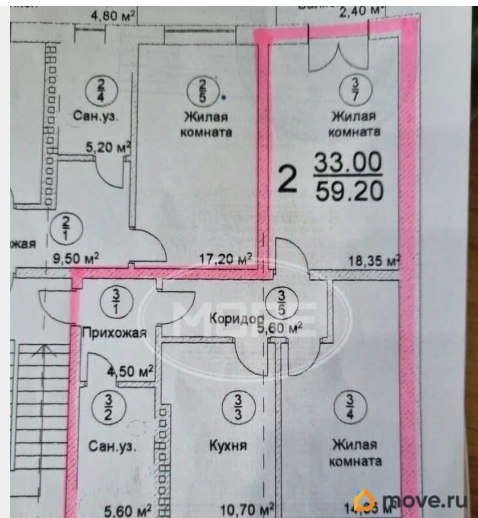 4,80 м²
2,40 м²
2/4
Сан.уз.
5,20 м²
2/5
Жилая
комната
17,20 м²
3/7
Жилая
комната
18,35 м²
2 33.00
59.20
2/1
9,50 м²
3/1
Прихожая
4,50 м²
3/5
Коридор
5,60 м²
MORE
3/2
Сан.уз.
5,60 м²
3/3
Кухня
10,70 м²
3/4
Жилая
комната
move.ru